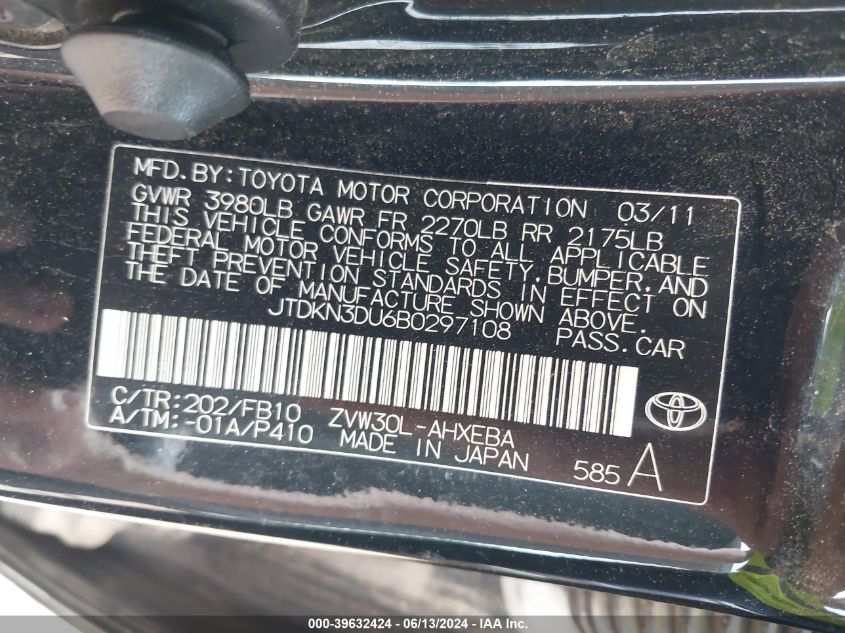 MFD.BY:TOYOTA MOTOR CORPORATION 03/11
GVWR 3980LB GAWR FR 2270LB RR 2175LB
THIS VEHICLE CONFORMS TO ALL APPLICABLE
FEDERAL MOTOR VEHICLE SAFETY,BUMPER,AND
THEFT PREVENTION STANDARDS IN EFFECT ON
THE DATE OF MANUFACTURE SHOWN ABOVE.
JTDKN3DU6B0297108 PASS.CAR
C/TR:202/FB10 ZVW30L-AHXEBA
A/TM:-01A/P410 MADE IN JAPAN 585 A
000-39632424 - 06/13/2024 - IAA Inc.